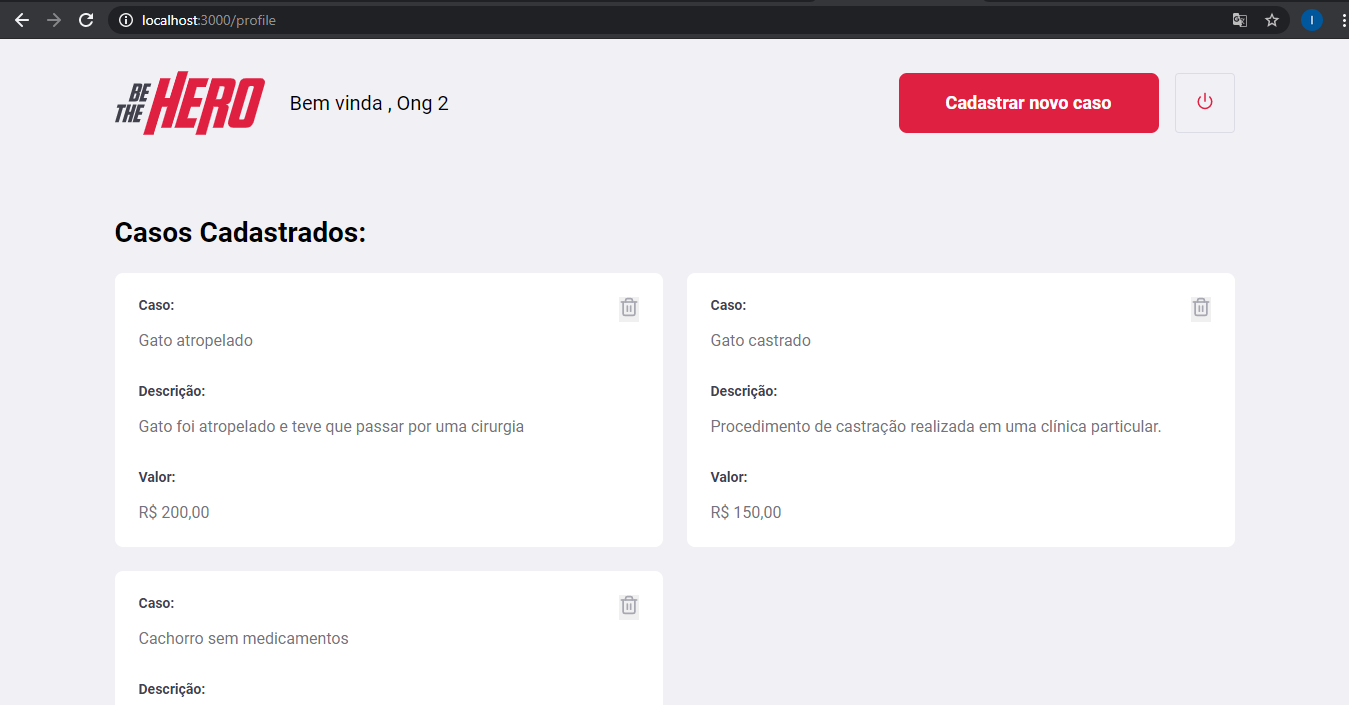 localhost:3000/profile
I
BE THE HERO
Bem vinda , Ong 2
Cadastrar novo caso
Casos Cadastrados:
Caso:
Gato atropelado
Descrição:
Gato foi atropelado e teve que passar por uma cirurgia
Valor:
R$ 200,00
Caso:
Gato castrado
Descrição:
Procedimento de castração realizada em uma clínica particular.
Valor:
R$ 150,00
Caso:
Cachorro sem medicamentos
Descrição: